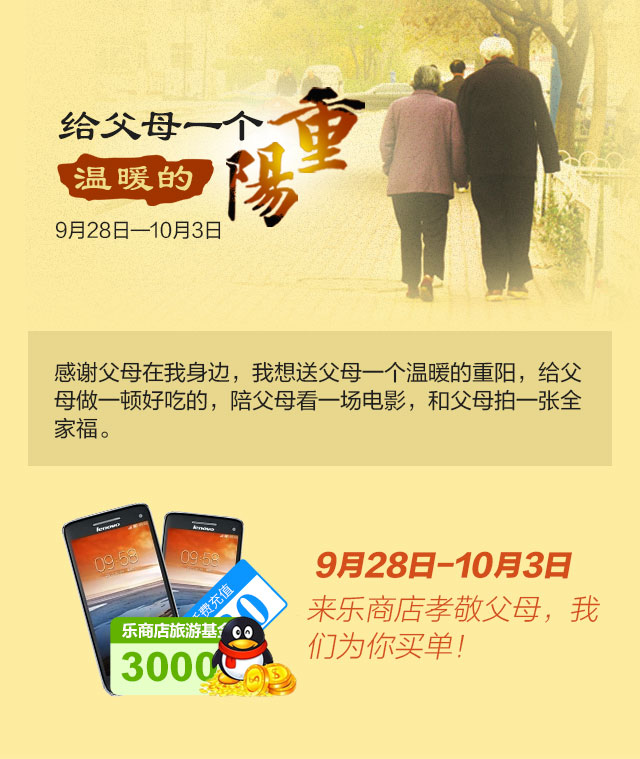 给父母一个
温暖的
重陽
9月28日—10月3日
感谢父母在我身边，我想送父母一个温暖的重阳，给父
母做一顿好吃的，陪父母看一场电影，和父母拍一张全
家福。
lenovo
09:58
lenovo
09:58
费充值
0
乐商店旅游基金
3000
$
9月28日-10月3日
来乐商店孝敬父母，我
们为你买单！